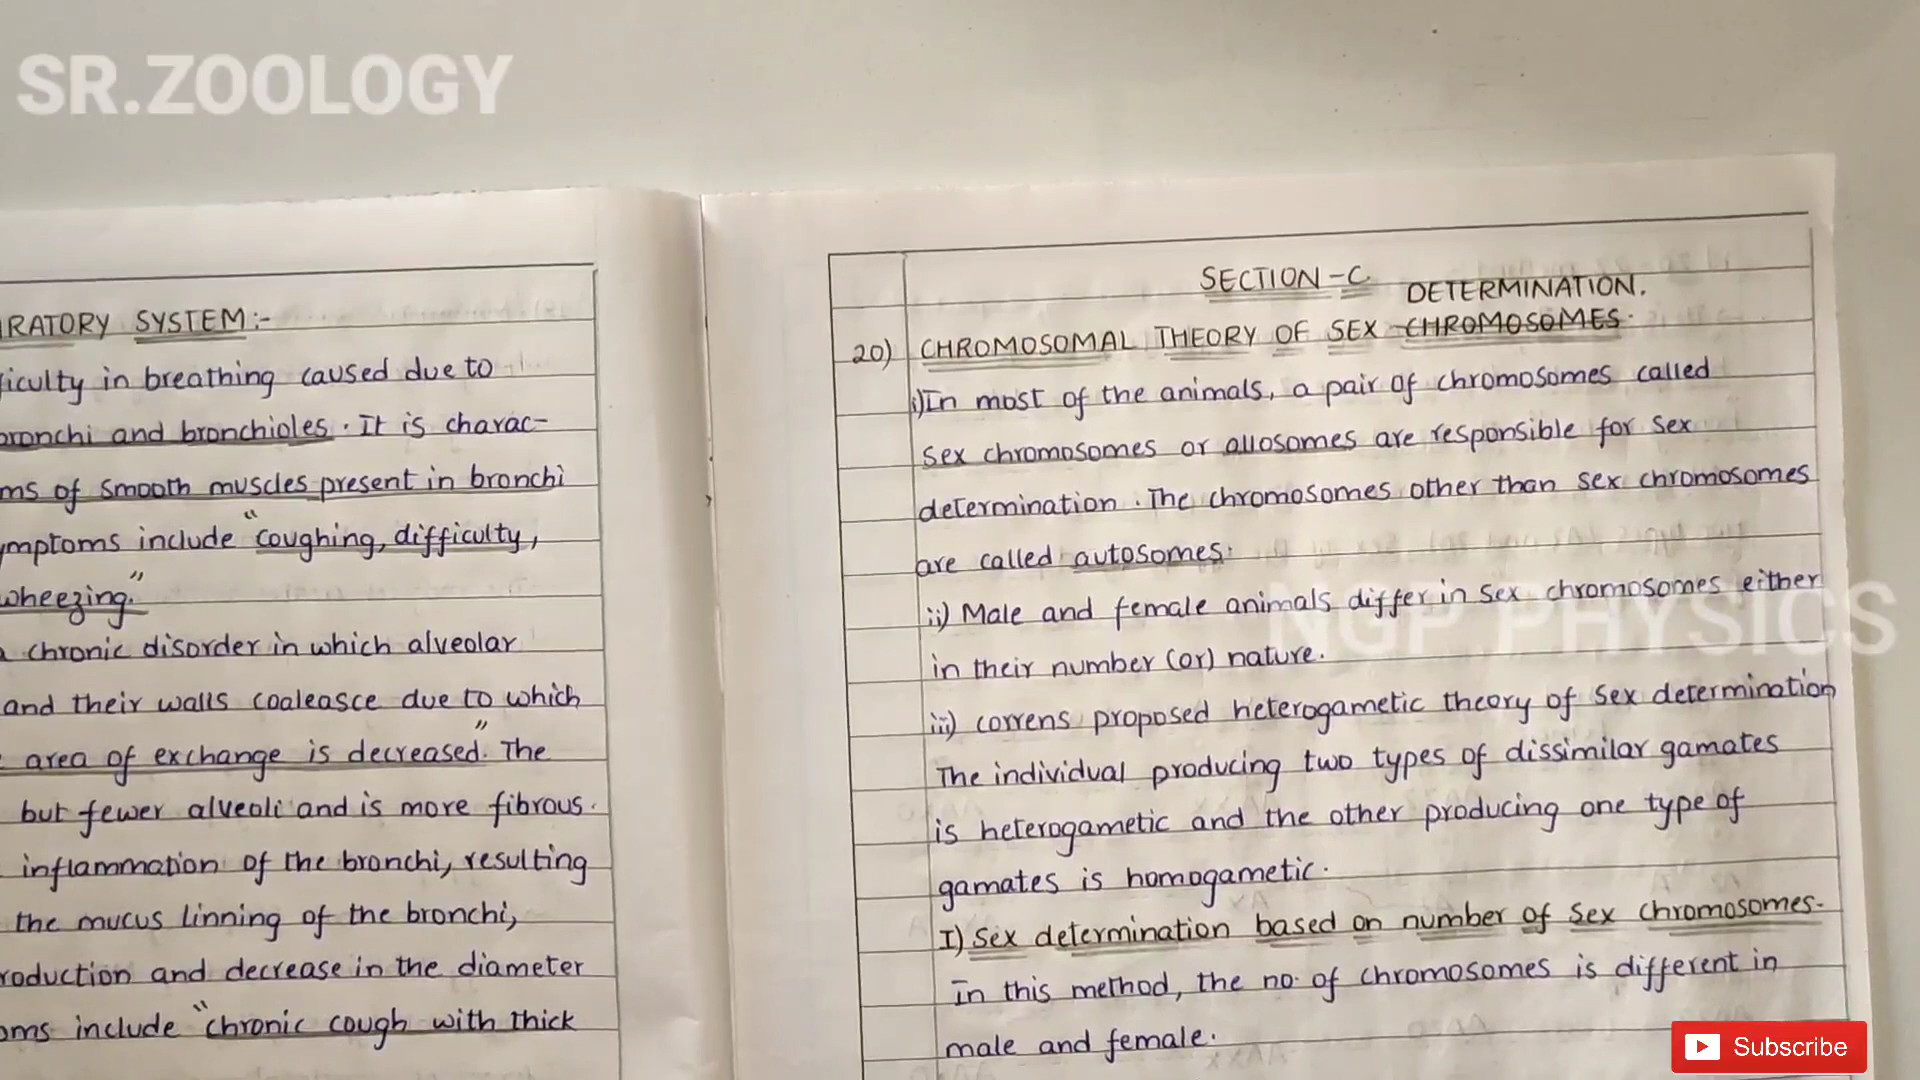 SR.ZOOLOGY
RATORY SYSTEM:-
iculty in breathing caused due to
bronchi and bronchioles. It is charac-
ms of smooth muscles present in bronchi
ymptoms include "coughing, difficulty,
wheezing."
chronic disorder in which alveolar
and their walls coaleasce due to which
area of exchange is decreased". The
but fewer alveoli and is more fibrous.
inflammation of the bronchi, resulting
the mucus linning of the bronchi,
roduction and decrease in the diameter
oms include "chronic cough with thick
SECTION-C
DETERMINATION.
20) CHROMOSOMAL THEORY OF SEX CHROMOSOMES.
i) In most of the animals, a pair of chromosomes called
sex chromosomes or allosomes are responsible for sex
determination. The chromosomes other than sex chromosomes
are called autosomes.
ii) Male and female animals differ in sex chromosomes either
in their number (or) nature.
iii) correns proposed heterogametic theory of sex determination
The individual producing two types of dissimilar gamates
is heterogametic and the other producing one type of
gamates is homogametic.
I) Sex determination based on number of sex chromosomes.
In this method, the no. of chromosomes is different in
male and female.
NGP PHYSICS
Subscribe